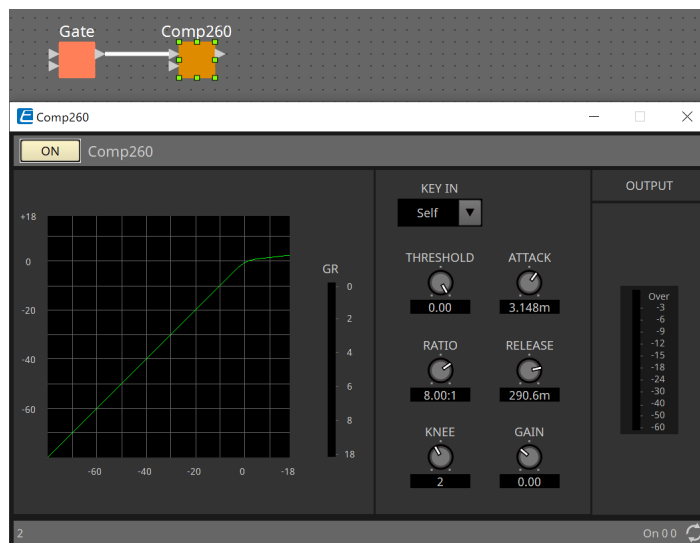 Gate Comp260
Comp260
ON Comp260
KEY IN
Self
OUTPUT
+18
0
-20
-40
-60
-60 -40 -20 0 -18
GR
0
2
4
6
8
18
THRESHOLD ATTACK
0.00 3.148m
RATIO RELEASE
8.00:1 290.6m
KNEE GAIN
2 0.00
Over
-3
-6
-9
-12
-15
-18
-24
-30
-40
-50
-60
2 On 0 0